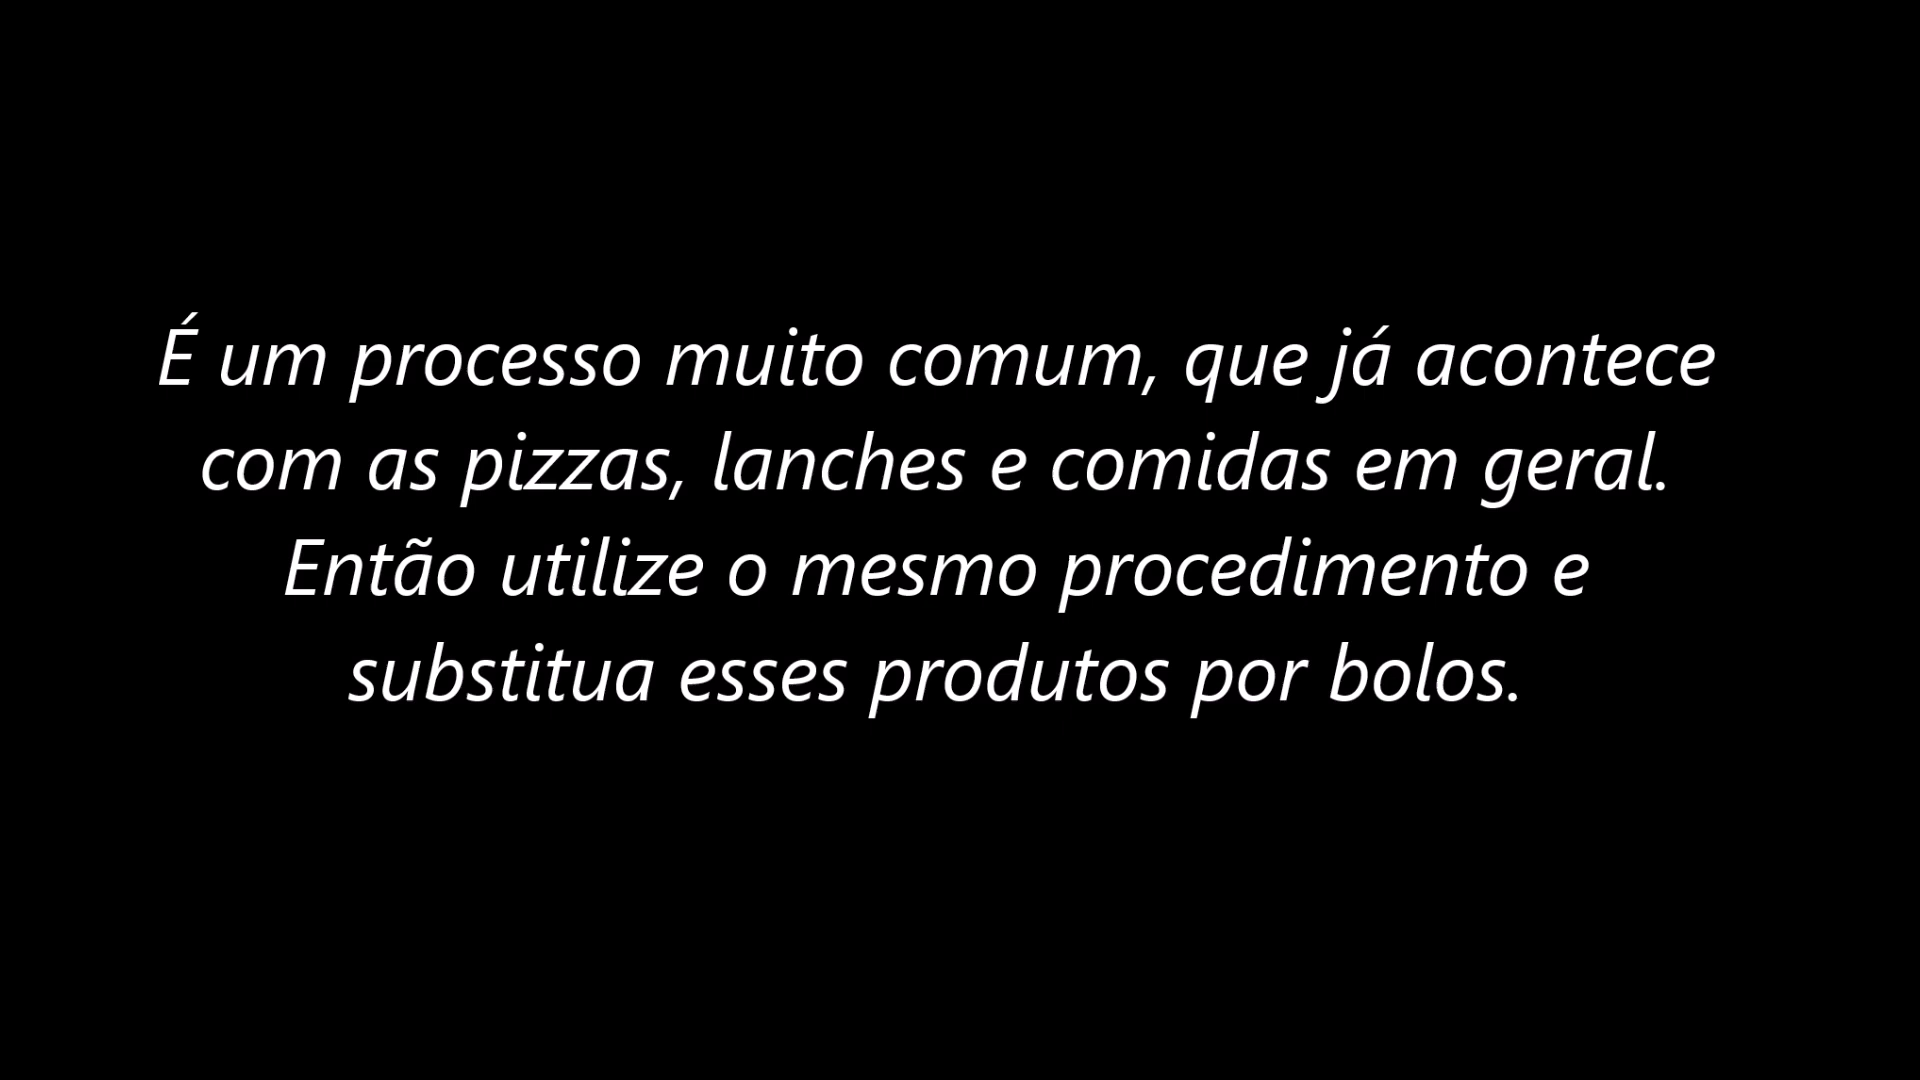 É um processo muito comum, que já acontece
com as pizzas, lanches e comidas em geral.
Então utilize o mesmo procedimento e
substitua esses produtos por bolos.